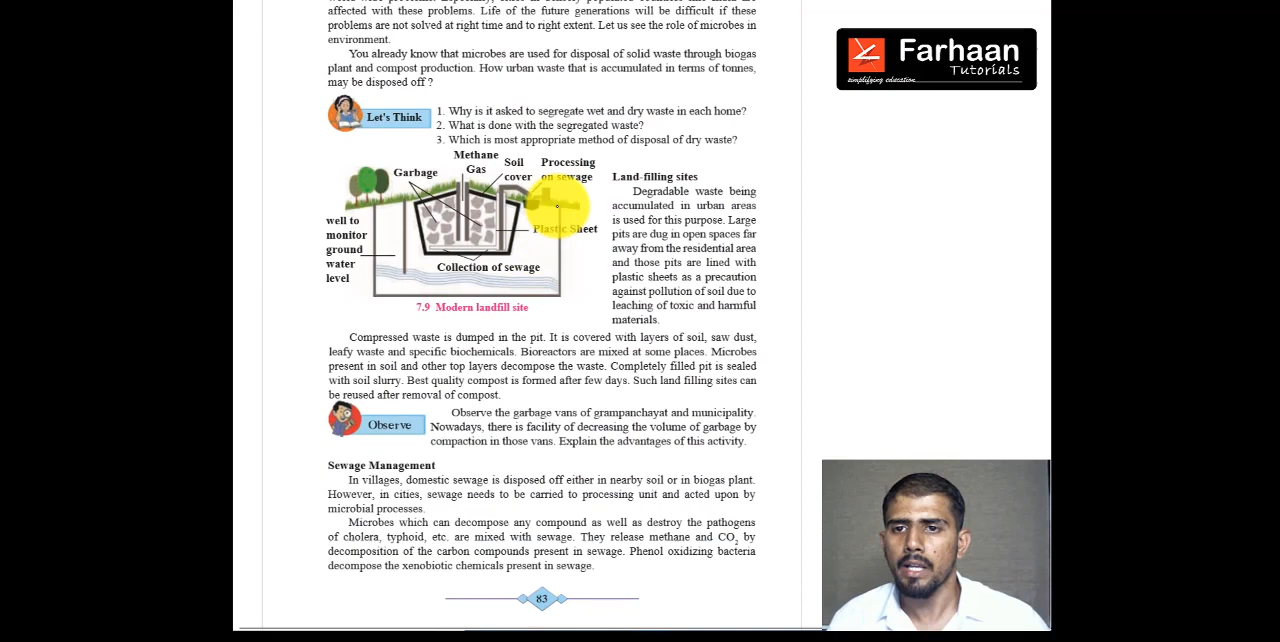 affected with these problems. Life of the future generations will be difficult if these
problems are not solved at right time and to right extent. Let us see the role of microbes in
environment.
You already know that microbes are used for disposal of solid waste through biogas
plant and compost production. How urban waste that is accumulated in terms of tonnes,
may be disposed off ?
Let's Think
1. Why is it asked to segregate wet and dry waste in each home?
2. What is done with the segregated waste?
3. Which is most appropriate method of disposal of dry waste?
Garbage
Methane
Gas
Soil
cover
Processing
on sewage
well to
monitor
ground
water
level
Plastic Sheet
Collection of sewage
7.9 Modern landfill site
Land-filling sites
Degradable waste being
accumulated in urban areas
is used for this purpose. Large
pits are dug in open spaces far
away from the residential area
and those pits are lined with
plastic sheets as a precaution
against pollution of soil due to
leaching of toxic and harmful
materials.
Compressed waste is dumped in the pit. It is covered with layers of soil, saw dust,
leafy waste and specific biochemicals. Bioreactors are mixed at some places. Microbes
present in soil and other top layers decompose the waste. Completely filled pit is sealed
with soil slurry. Best quality compost is formed after few days. Such land filling sites can
be reused after removal of compost.
Observe
Observe the garbage vans of grampanchayat and municipality.
Nowadays, there is facility of decreasing the volume of garbage by
compaction in those vans. Explain the advantages of this activity.
Sewage Management
In villages, domestic sewage is disposed off either in nearby soil or in biogas plant.
However, in cities, sewage needs to be carried to processing unit and acted upon by
microbial processes.
Microbes which can decompose any compound as well as destroy the pathogens
of cholera, typhoid, etc. are mixed with sewage. They release methane and CO₂ by
decomposition of the carbon compounds present in sewage. Phenol oxidizing bacteria
decompose the xenobiotic chemicals present in sewage.
83
Farhaan
Tutorials
simplifying education